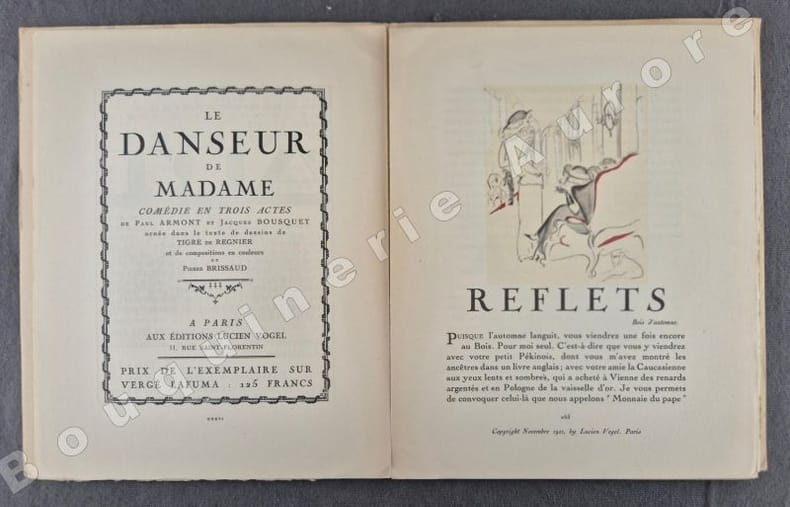 LE
DANSEUR
DE
MADAME
COMÉDIE EN TROIS ACTES
DE PAUL ARMONT ET JACQUES BOUSQUET
ornée dans le texte de dessins de
TIGRE DE REGNIER
et de compositions en couleurs
DE
PIERRE BRISSAUD
A PARIS
AUX ÉDITIONS LUCIEN VOGEL
11, RUE SAINT-FLORENTIN
PRIX DE L'EXEMPLAIRE SUR
VERGÉ LAFUMA : 125 FRANCS
REFLETS
Bois d'automne.
PUISQUE l'automne languit, vous viendrez une fois encore
au Bois. Pour moi seul. C'est-à-dire que vous y viendrez
avec votre petit Pékinois, dont vous m'avez montré les
ancêtres dans un livre anglais; avec votre amie la Caucasienne
aux yeux lents et sombres, qui a acheté à Vienne des renards
argentés et en Pologne de la vaisselle d'or. Je vous permets
de convoquer celui-là que nous appelons "Monnaie du pape"
Copyright Novembre 1921, by Lucien Vogel, Paris
Bouquinerie Aurore